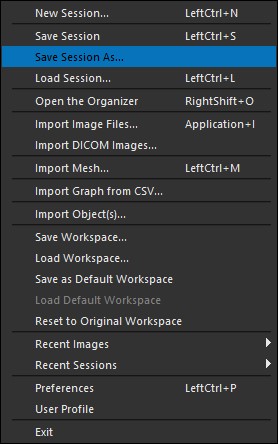 New Session... LeftCtrl+N
Save Session LeftCtrl+S
Save Session As...
Load Session... LeftCtrl+L
Open the Organizer RightShift+O
Import Image Files... Application+I
Import DICOM Images...
Import Mesh... LeftCtrl+M
Import Graph from CSV...
Import Object(s)...
Save Workspace...
Load Workspace...
Save as Default Workspace
Load Default Workspace
Reset to Original Workspace
Recent Images
Recent Sessions
Preferences LeftCtrl+P
User Profile
Exit